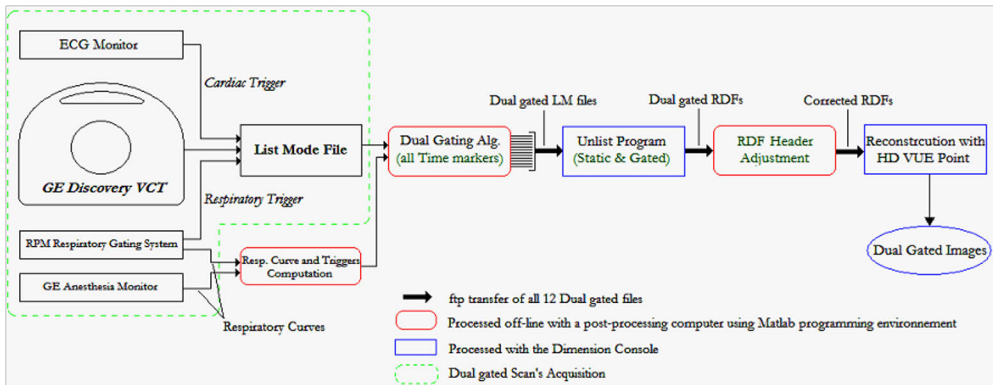 ECG Monitor
Cardiac Trigger
GE Discovery VCT
List Mode File
Respiratory Trigger
RPM Respiratory Gating System
GE Anesthesia Monitor
Resp. Curve and Triggers
Computation
Respiratory Curves
Dual Gating Alg.
(all Time markers)
Dual gated LM files
Unlist Program
(Static & Gated)
Dual gated RDFs
RDF Header
Adjustment
Corrected RDFs
Reconstrcution with
HD VUE Point
Dual Gated Images
ftp transfer of all 12 Dual gated files
Processed off-line with a post-processing computer using Matlab programming environnement
Processed with the Dimension Console
Dual gated Scan's Acquisition